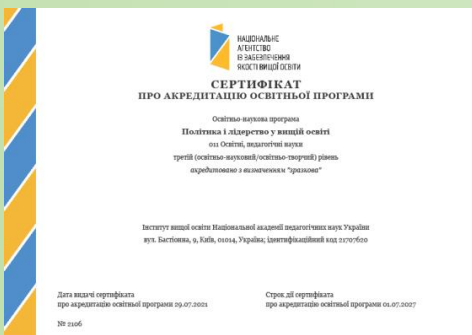 НАЦІОНАЛЬНЕ
АГЕНТСТВО
ІЗ ЗАБЕЗПЕЧЕННЯ
ЯКОСТІ ВИЩОЇ ОСВІТИ
СЕРТИФІКАТ
ПРО АКРЕДИТАЦІЮ ОСВІТНЬОЇ ПРОГРАМИ
Освітньо-наукова програма
Політика і лідерство у вищій освіті
011 Освітні, педагогічні науки
третій (освітньо-науковий/освітньо-творчий) рівень
акредитовано з визначенням "зразкова"
Інститут вищої освіти Національної академії педагогічних наук України
вул. Бастіонна, 9, Київ, 01014, Україна; ідентифікаційний код 21707620
Дата видачі сертифіката
про акредитацію освітньої програми 29.07.2021
Строк дії сертифіката
про акредитацію освітньої програми 01.07.2027
№ 2106